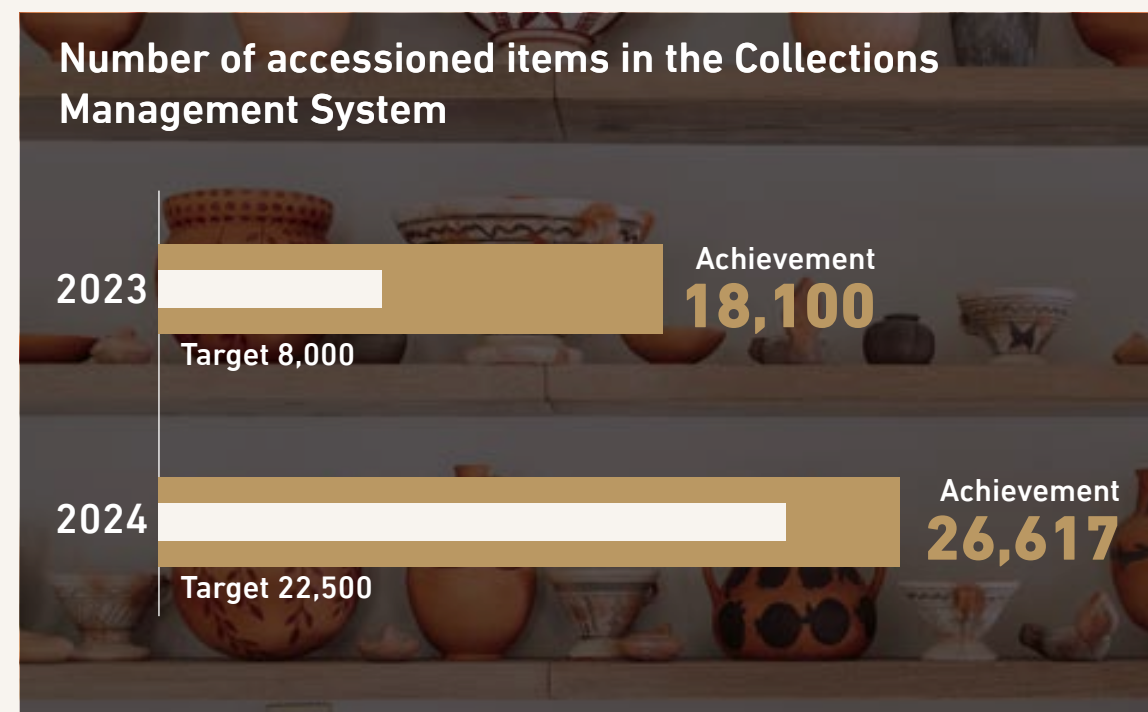 Number of accessioned items in the Collections
Management System
2023
Achievement
18,100
Target 8,000
2024
Achievement
26,617
Target 22,500